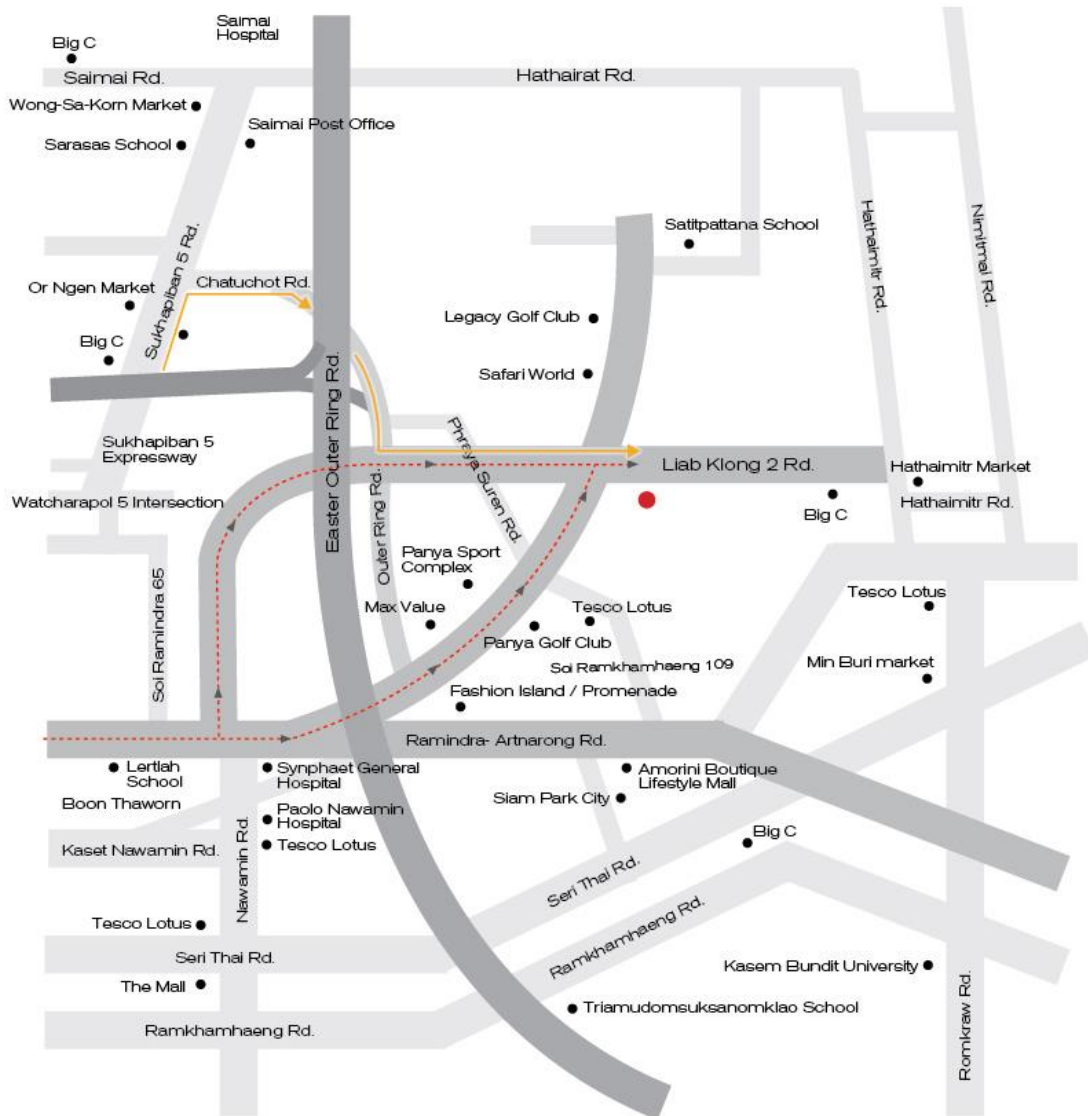 Saimai
Hospital
Big C
Saimai Rd.
Hathairat Rd.
Wong-Sa-Korn Market
Saimai Post Office
Sarasas School
Sukhapiban 5 Rd.
Hathaimitr Rd.
Nimitmai Rd.
Satitpattana School
Chatuchot Rd.
Or Ngen Market
Legacy Golf Club
Big C
Safari World
Easter Outer Ring Rd.
Phraya Suren Rd.
Sukhapiban 5
Expressway
Liab Klong 2 Rd.
Hathaimitr Market
Watcharapol 5 Intersection
Hathaimitr Rd.
Big C
Outer Ring Rd.
Panya Sport
Complex
Soi Ramindra 65
Max Value
Tesco Lotus
Tesco Lotus
Panya Golf Club
Soi Ramkhamhaeng 109
Min Buri market
Fashion Island / Promenade
Ramindra- Artnarong Rd.
Lertlah
School
Synphaet General
Hospital
Amorini Boutique
Lifestyle Mall
Boon Thaworn
Siam Park City
Paolo Nawamin
Hospital
Kaset Nawamin Rd.
Nawamin Rd.
Tesco Lotus
Big C
Seri Thai Rd.
Ramkhamhaeng Rd.
Tesco Lotus
Seri Thai Rd.
Kasem Bundit University
The Mall
Triamudomsuksanomklao School
Ramkhamhaeng Rd.
Romkraw Rd.